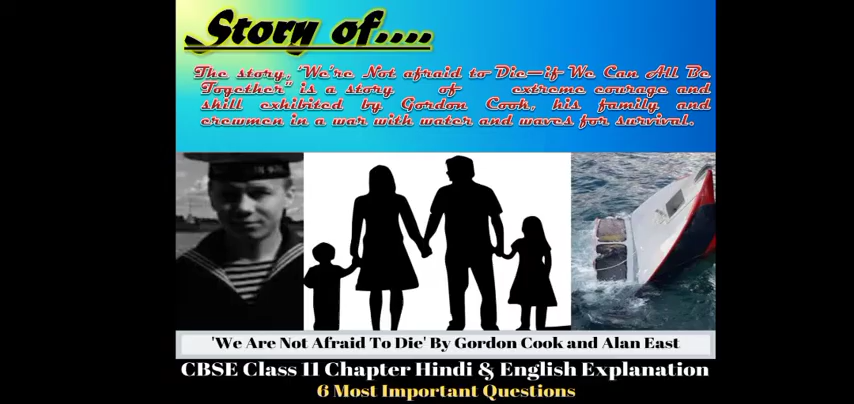 Story of....
The story, "We're Not afraid to Die—if We Can All Be
Together" is a story of extreme courage and
skill exhibited by Gordon Cook, his family and
crewmen in a war with water and waves for survival.
'We Are Not Afraid To Die' By Gordon Cook and Alan East
CBSE Class 11 Chapter Hindi & English Explanation
6 Most Important Questions